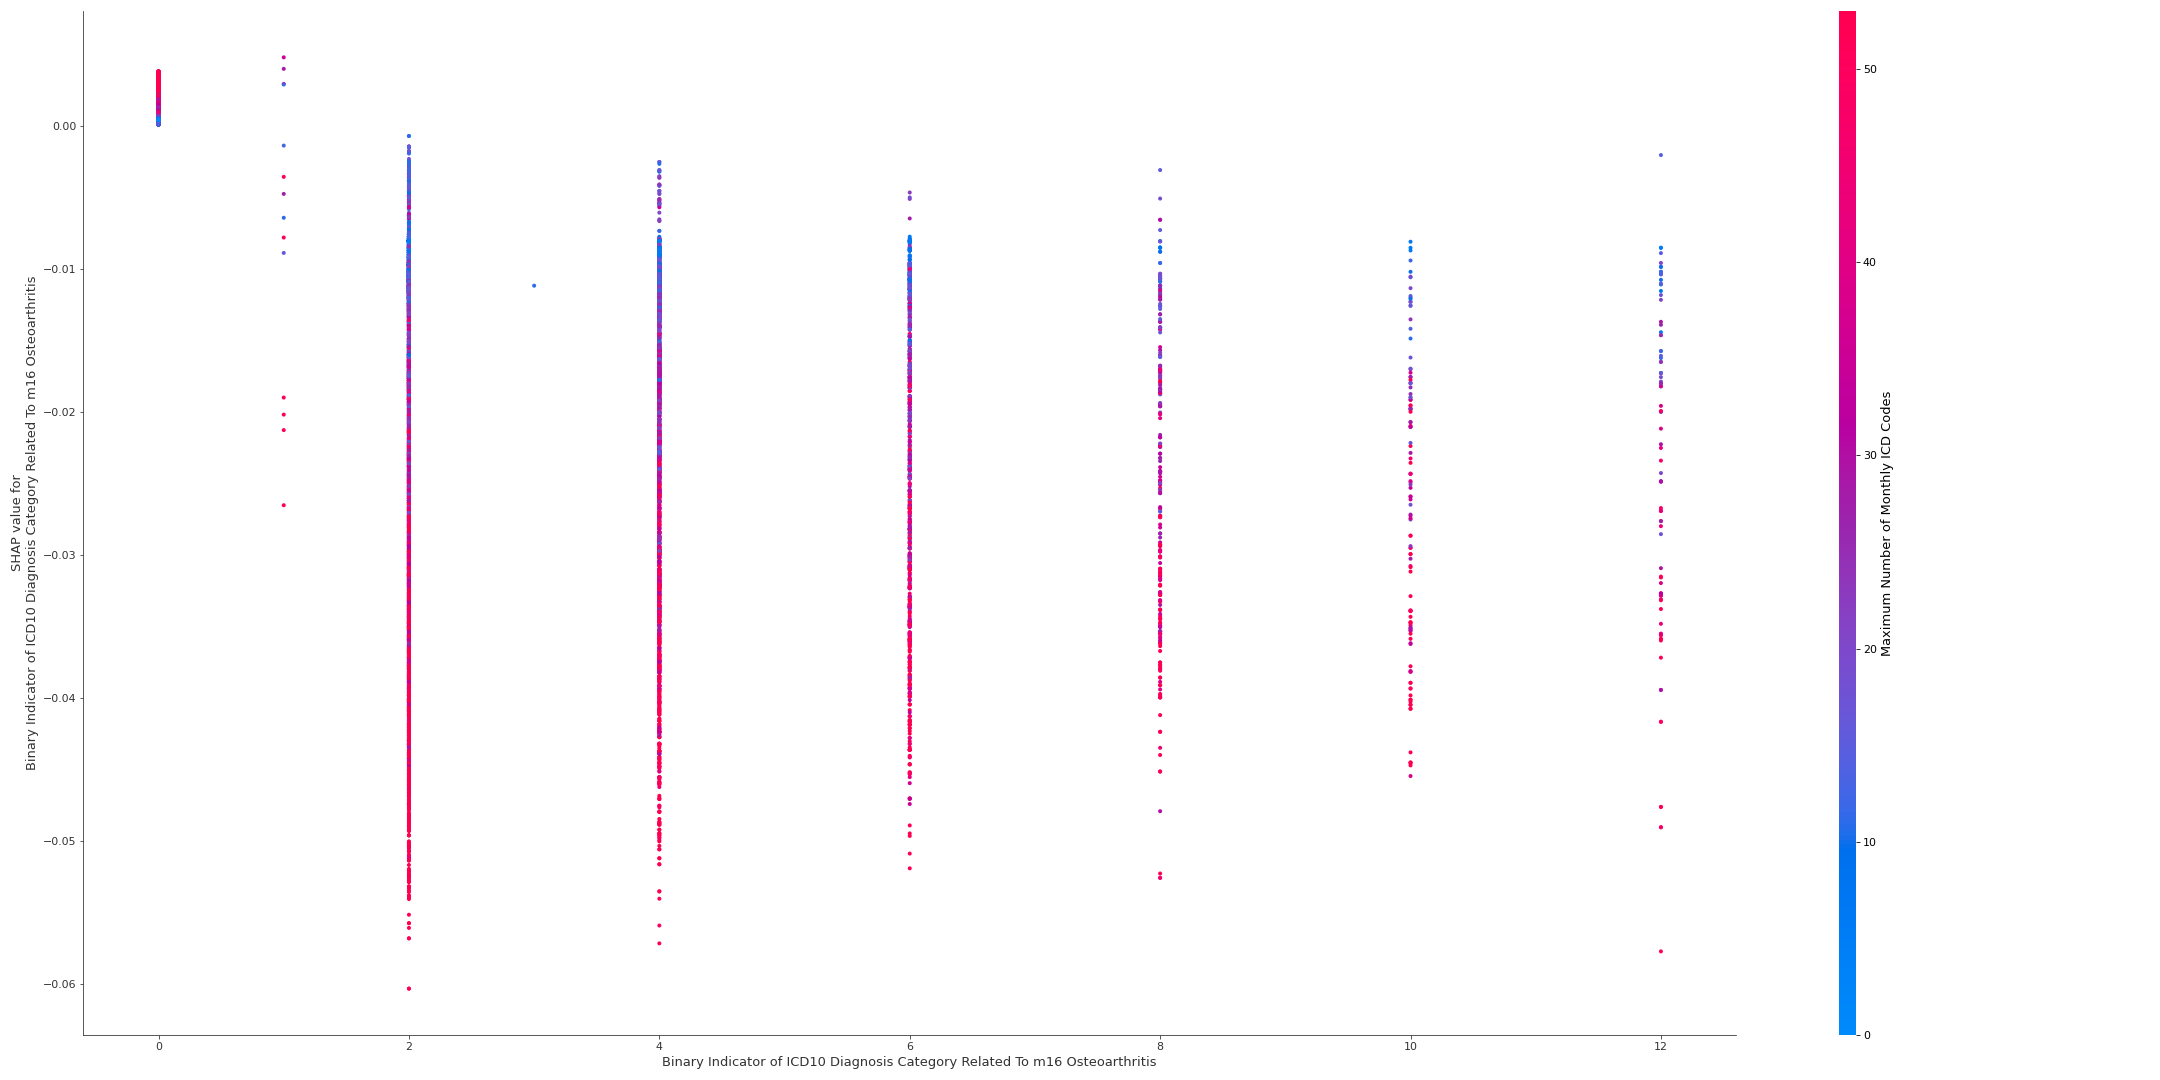 SHAP value for
Binary Indicator of ICD10 Diagnosis Category Related To m16 Osteoarthritis
0.00
−0.01
−0.02
−0.03
−0.04
−0.05
−0.06
0 2 4 6 8 10 12
Binary Indicator of ICD10 Diagnosis Category Related To m16 Osteoarthritis
50
40
30
20
10
0
Maximum Number of Monthly ICD Codes